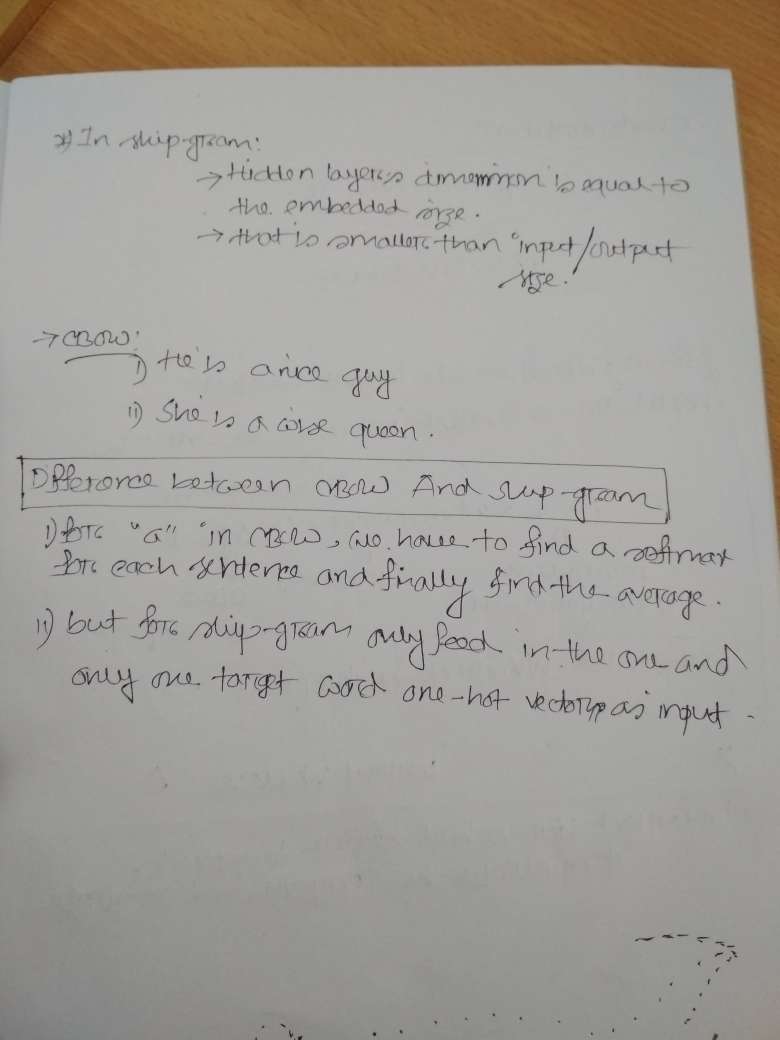 *) In skip-gram:
→ Hidden layers dimension is equal to
the embedded size.
→ that is smaller than input/output
size.
→ CBOW:
i) He is a nice guy
ii) She is a wise queen.
Difference between CBOW And skip-gram
i) for "a" in CBOW, we have to find a softmax
for each sentence and finally find the average.
ii) but for skip-gram only feed in the one and
only one target word one-hot vector as input.